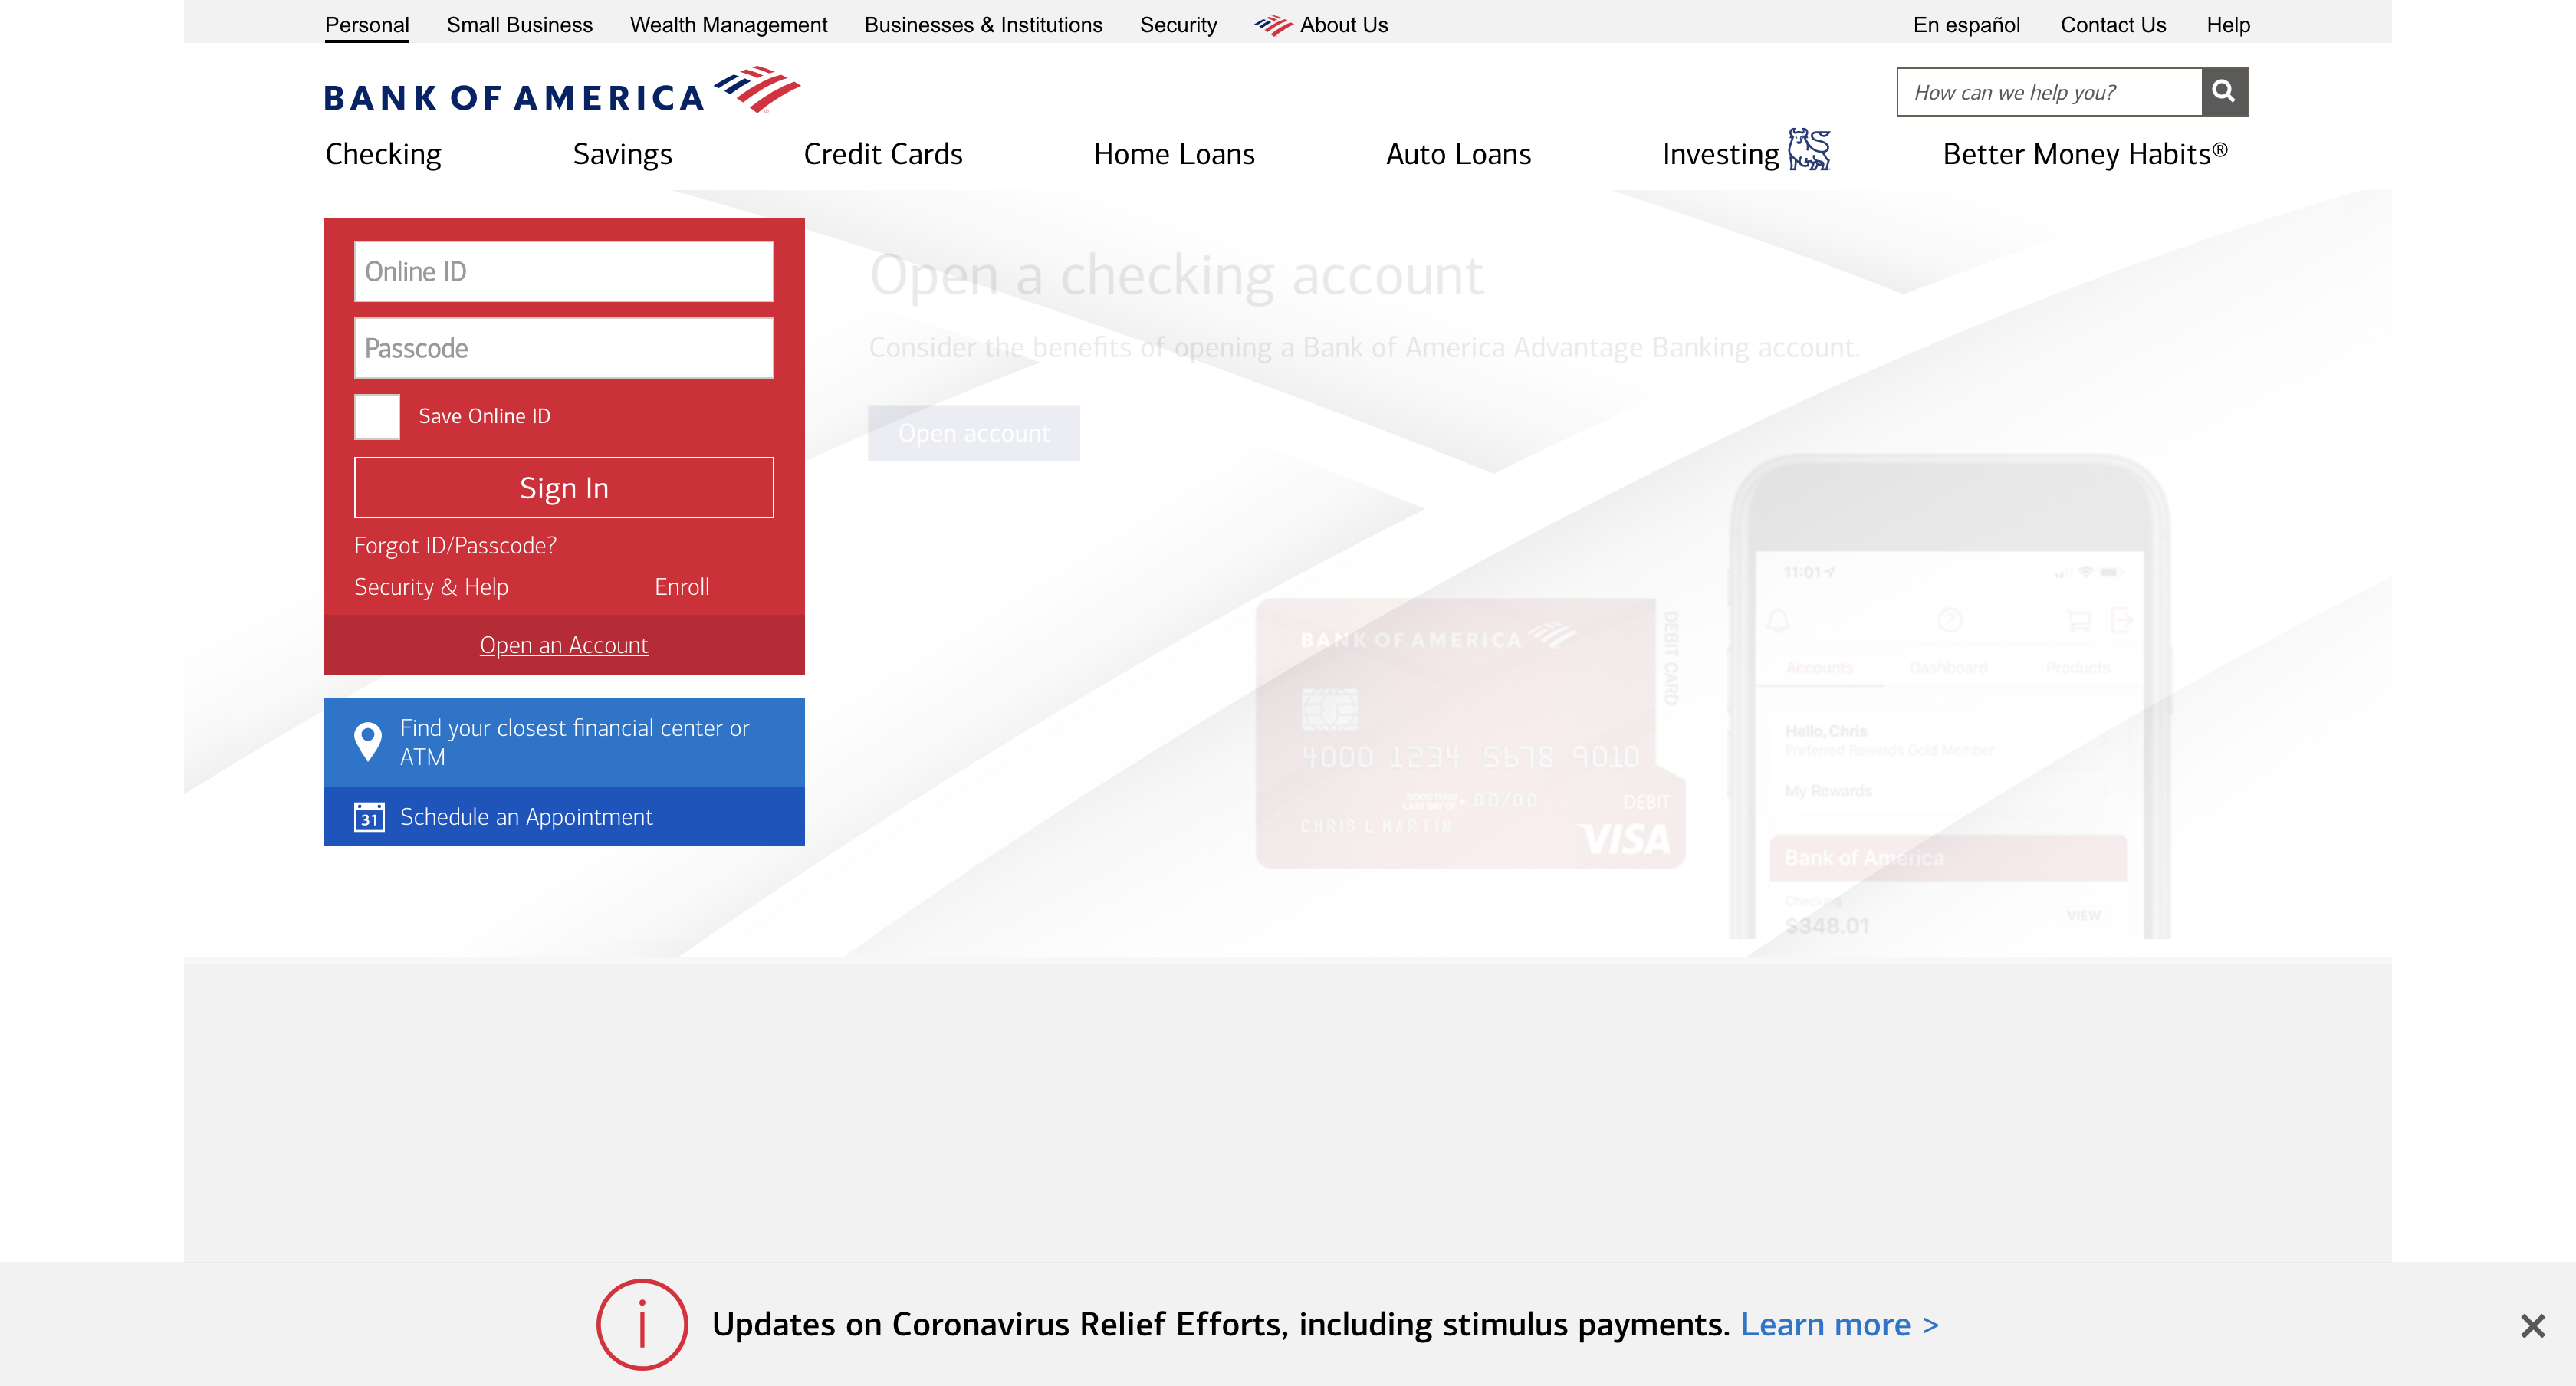 Personal Small Business Wealth Management Businesses & Institutions Security About Us En español Contact Us Help
BANK OF AMERICA
How can we help you?
Checking Savings Credit Cards Home Loans Auto Loans Investing Better Money Habits®
Online ID
Passcode
Save Online ID
Sign In
Forgot ID/Passcode?
Security & Help Enroll
Open an Account
Find your closest financial center or
ATM
31 Schedule an Appointment
Open a checking account
Consider the benefits of opening a Bank of America Advantage Banking account.
Open account
BANK OF AMERICA
DEBIT CARD
4000 1234 5678 9010
GOOD THRU
LAST DAY OF 00/00
DEBIT
CHRIS L MARTIN
VISA
11:01
Accounts Dashboard Products
Hello, Chris
Preferred Rewards Gold Member
My Rewards
Bank of America
Checking
$348.01
VIEW
Updates on Coronavirus Relief Efforts, including stimulus payments. Learn more >